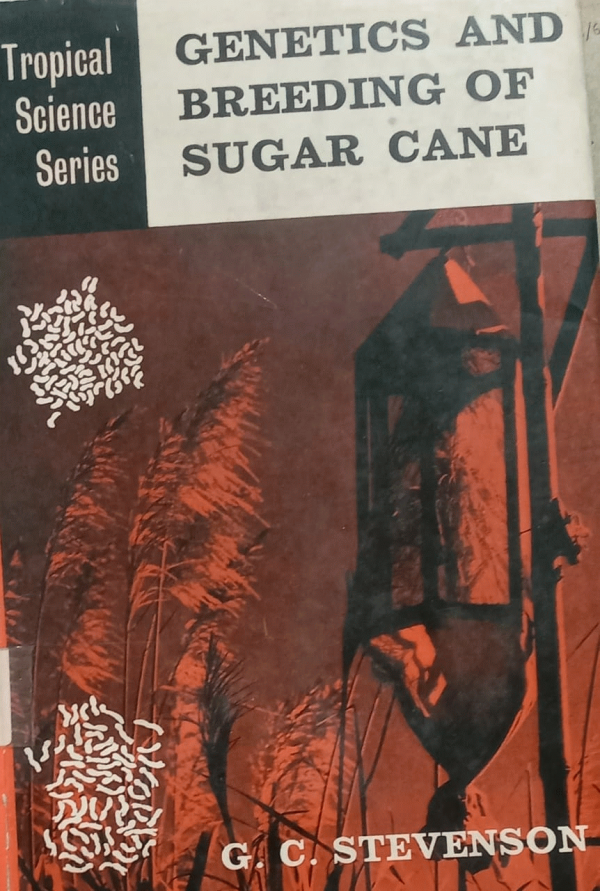 Tropical
Science
Series
GENETICS AND
BREEDING OF
SUGAR CANE
G. C. STEVENSON